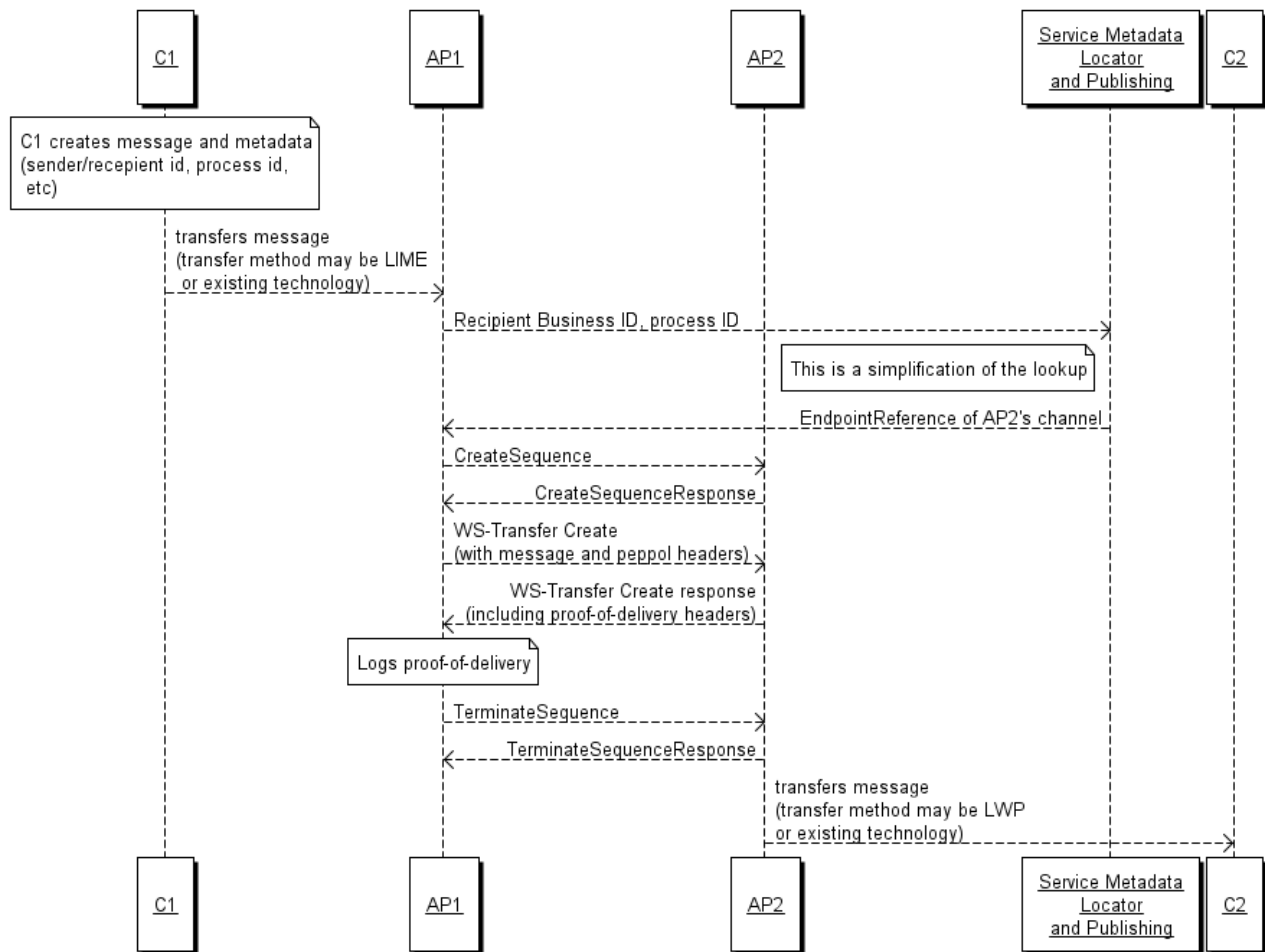 C1
AP1
AP2
Service Metadata
Locator
and Publishing
C2
C1 creates message and metadata
(sender/recepient id, process id,
etc)
transfers message
(transfer method may be LIME
or existing technology)
Recipient Business ID, process ID
This is a simplification of the lookup
EndpointReference of AP2's channel
CreateSequence
CreateSequenceResponse
WS-Transfer Create
(with message and peppol headers)
WS-Transfer Create response
(including proof-of-delivery headers)
Logs proof-of-delivery
TerminateSequence
TerminateSequenceResponse
transfers message
(transfer method may be LWP
or existing technology)
C1
AP1
AP2
Service Metadata
Locator
and Publishing
C2